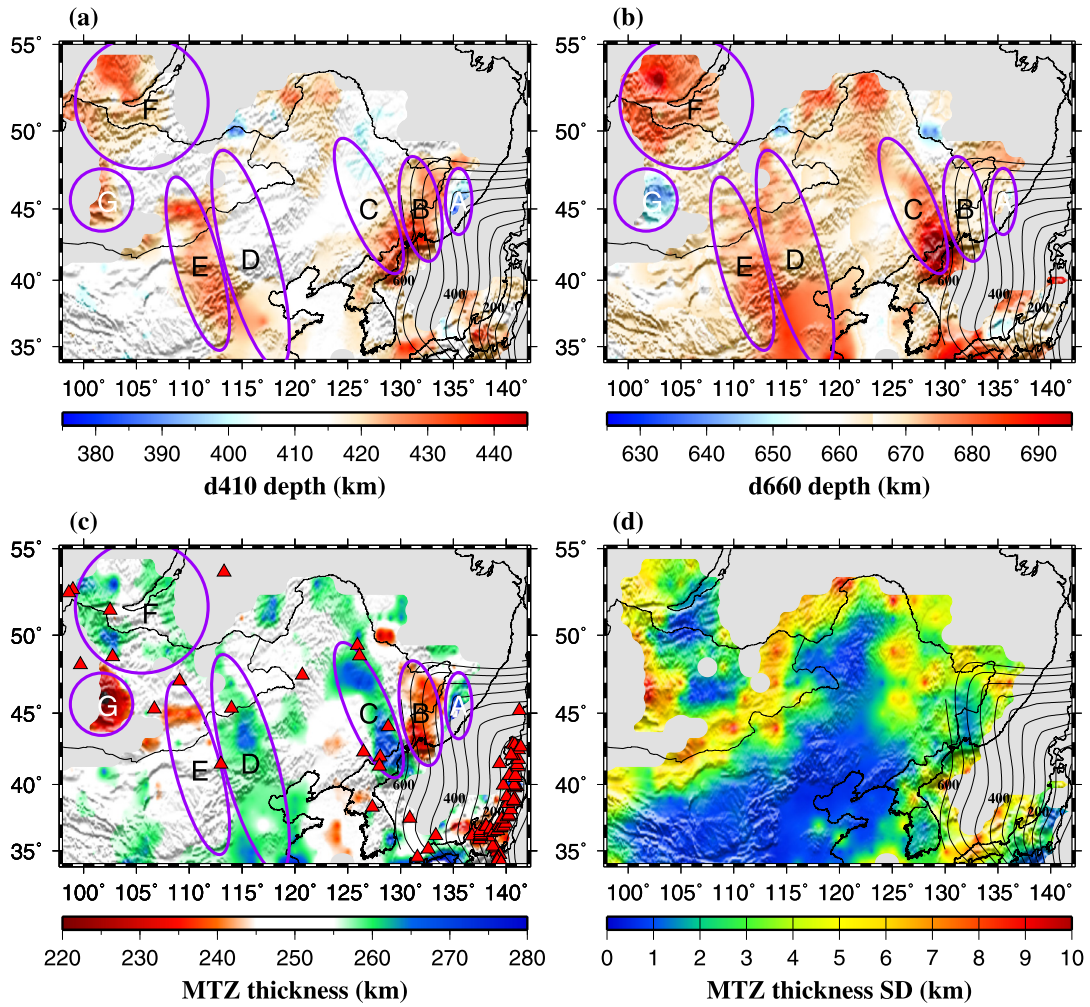 (a)
(b)
55°
50°
45°
40°
35°
F
G
C
B
A
E
D
600
400
200
100° 105° 110° 115° 120° 125° 130° 135° 140°
380 390 400 410 420 430 440
d410 depth (km)
55°
50°
45°
40°
35°
F
G
C
B
A
E
D
600
400
200
100° 105° 110° 115° 120° 125° 130° 135° 140°
630 640 650 660 670 680 690
d660 depth (km)
(c)
(d)
55°
50°
45°
40°
35°
F
G
C
B
A
E
D
600
400
200
100° 105° 110° 115° 120° 125° 130° 135° 140°
220 230 240 250 260 270 280
MTZ thickness (km)
55°
50°
45°
40°
35°
600
400
200
100° 105° 110° 115° 120° 125° 130° 135° 140°
0 1 2 3 4 5 6 7 8 9 10
MTZ thickness SD (km)